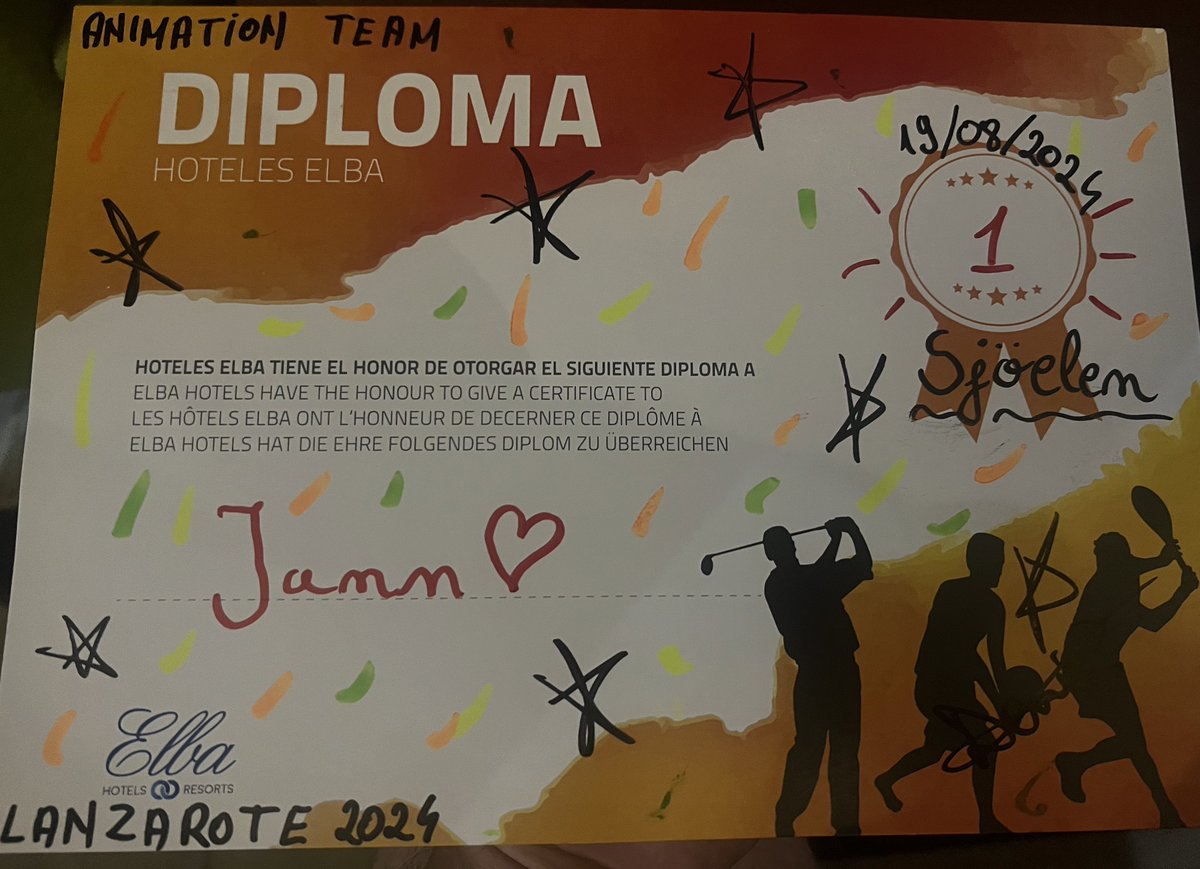 ANIMATION TEAM
DIPLOMA
HOTELES ELBA
19/08/2024
1
Sjöelen
HOTELES ELBA TIENE EL HONOR DE OTORGAR EL SIGUIENTE DIPLOMA A
ELBA HOTELS HAVE THE HONOUR TO GIVE A CERTIFICATE TO
LES HÔTELS ELBA ONT L'HONNEUR DE DECERNER CE DIPLÔME À
ELBA HOTELS HAT DIE EHRE FOLGENDES DIPLOM ZU ÜBERREICHEN
Jann
Elba
HOTELS RESORTS
LANZAROTE 2024